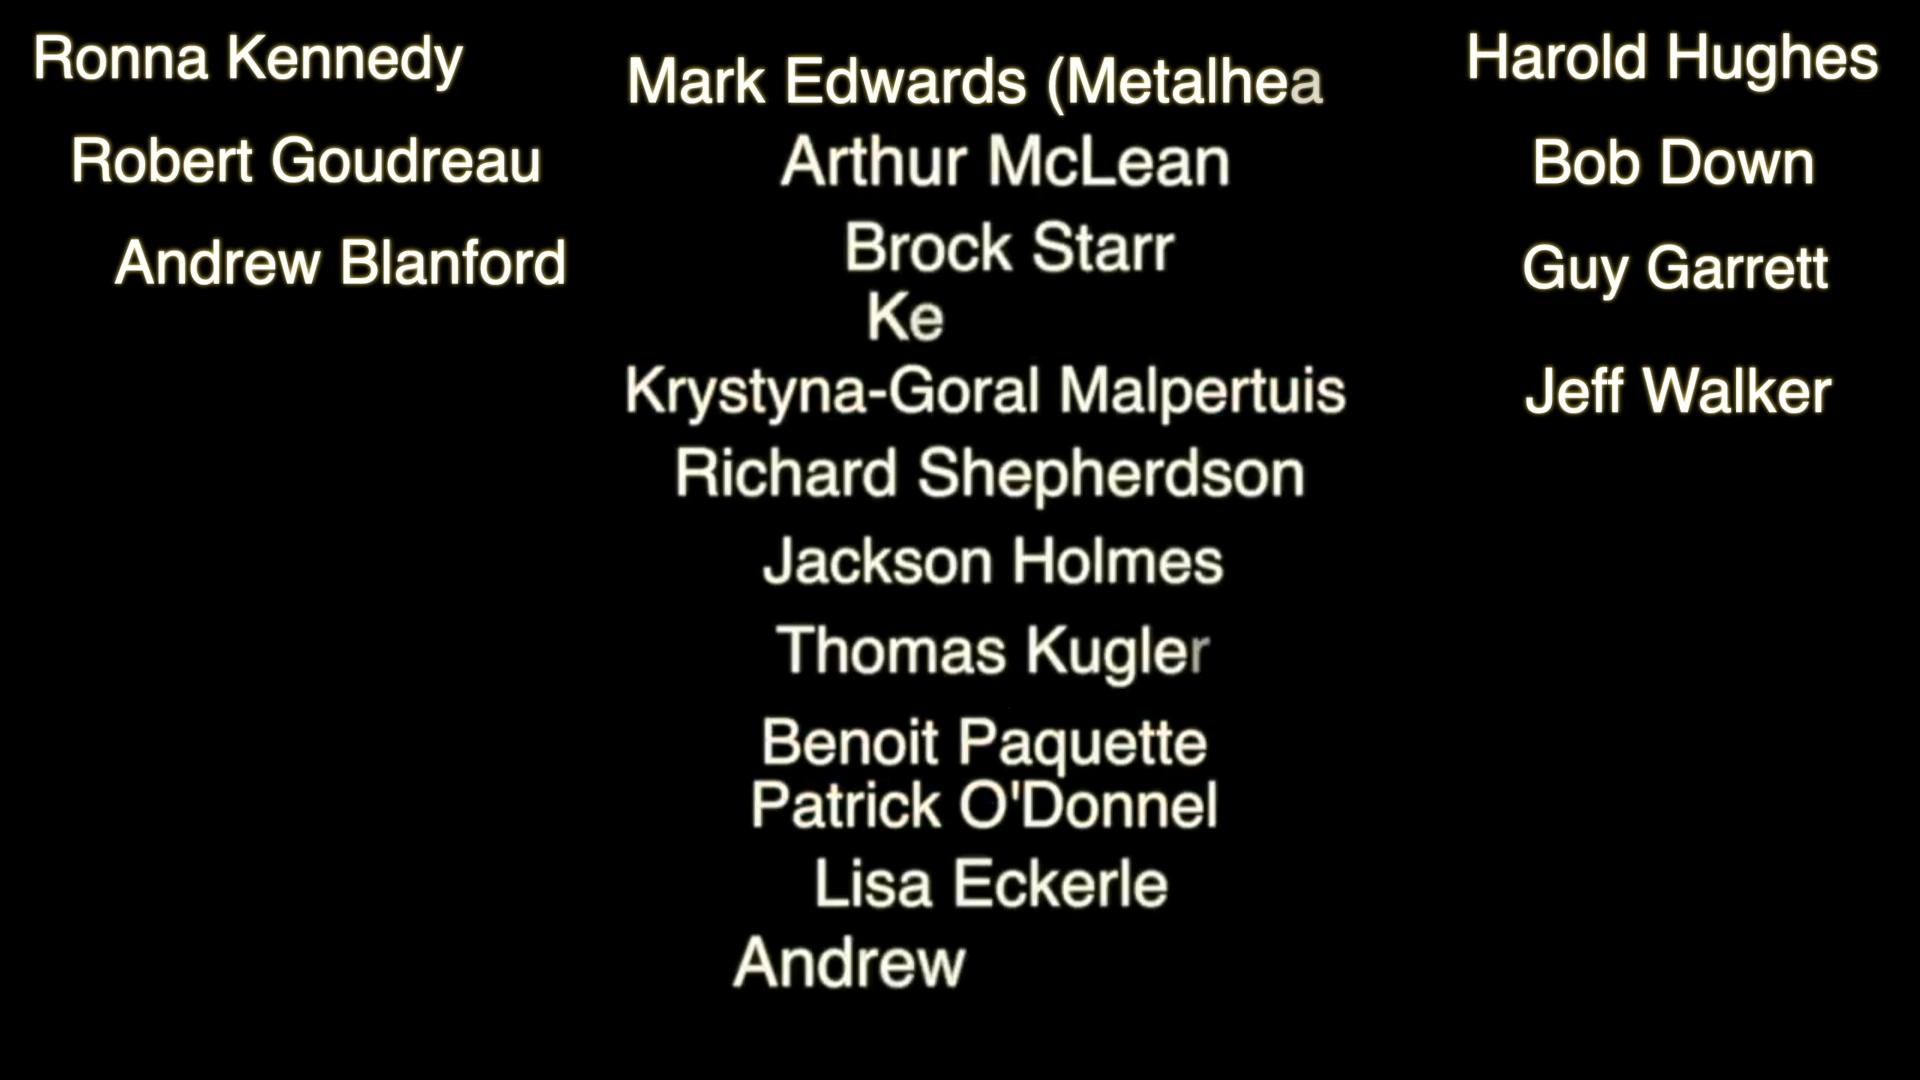 Ronna Kennedy
Robert Goudreau
Andrew Blanford
Mark Edwards (Metalhea
Arthur McLean
Brock Starr
Ke
Krystyna-Goral Malpertuis
Richard Shepherdson
Jackson Holmes
Thomas Kugler
Benoit Paquette
Patrick O'Donnel
Lisa Eckerle
Andrew
Harold Hughes
Bob Down
Guy Garrett
Jeff Walker